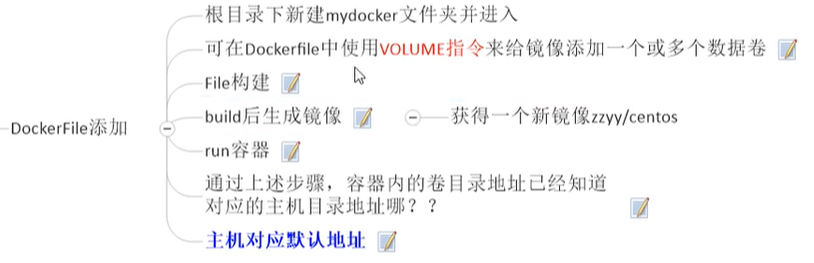 DockerFile添加
根目录下新建mydocker文件夹并进入
可在Dockerfile中使用VOLUME指令来给镜像添加一个或多个数据卷
File构建
build后生成镜像
获得一个新镜像zzyy/centos
run容器
通过上述步骤，容器内的卷目录地址已经知道
对应的主机目录地址哪？？
主机对应默认地址